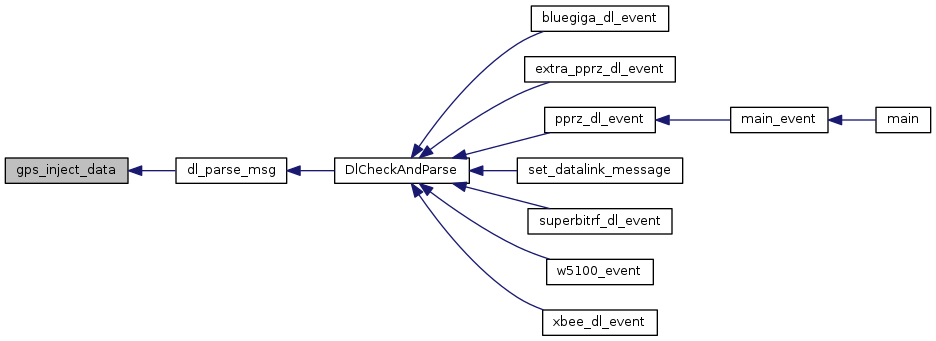 bluegiga_dl_event
extra_pprz_dl_event
pprz_dl_event
main_event
main
gps_inject_data
dl_parse_msg
DlCheckAndParse
set_datalink_message
superbitrf_dl_event
w5100_event
xbee_dl_event